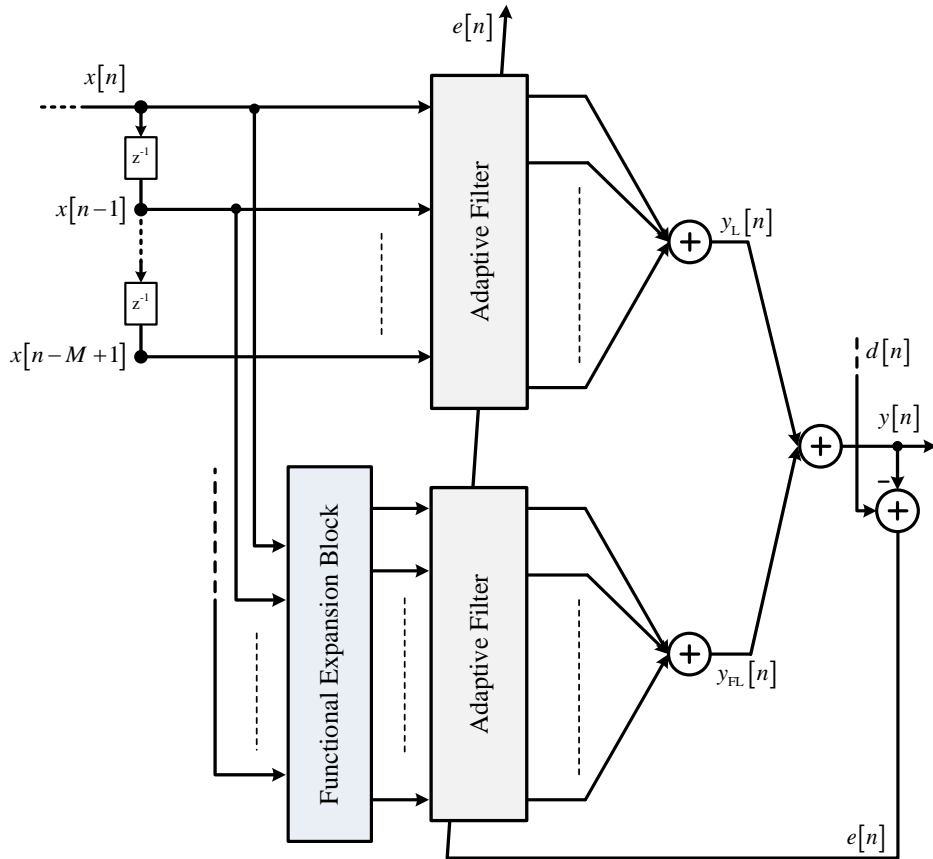 e[n]
x[n]
z⁻¹
x[n−1]
z⁻¹
x[n−M+1]
Adaptive Filter
y_L[n]
d[n]
y[n]
−
Functional Expansion Block
Adaptive Filter
y_FL[n]
e[n]